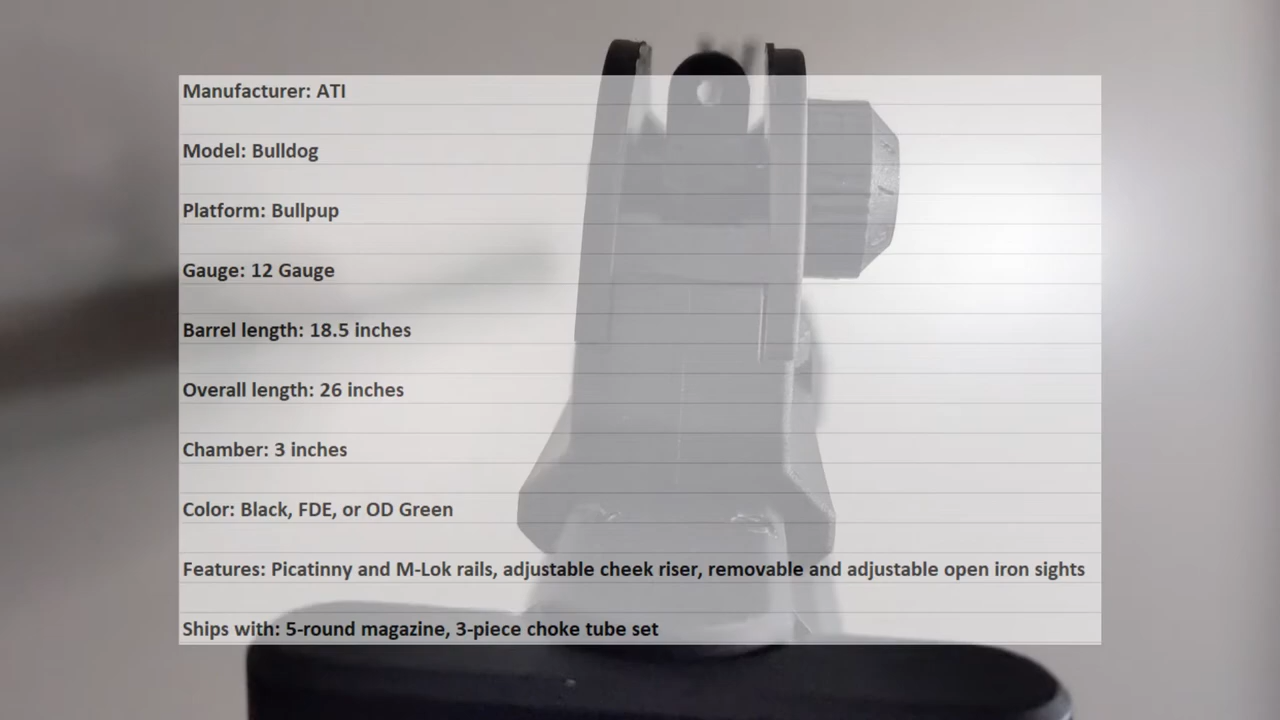 Manufacturer: ATI
Model: Bulldog
Platform: Bullpup
Gauge: 12 Gauge
Barrel length: 18.5 inches
Overall length: 26 inches
Chamber: 3 inches
Color: Black, FDE, or OD Green
Features: Picatinny and M-Lok rails, adjustable cheek riser, removable and adjustable open iron sights
Ships with: 5-round magazine, 3-piece choke tube set